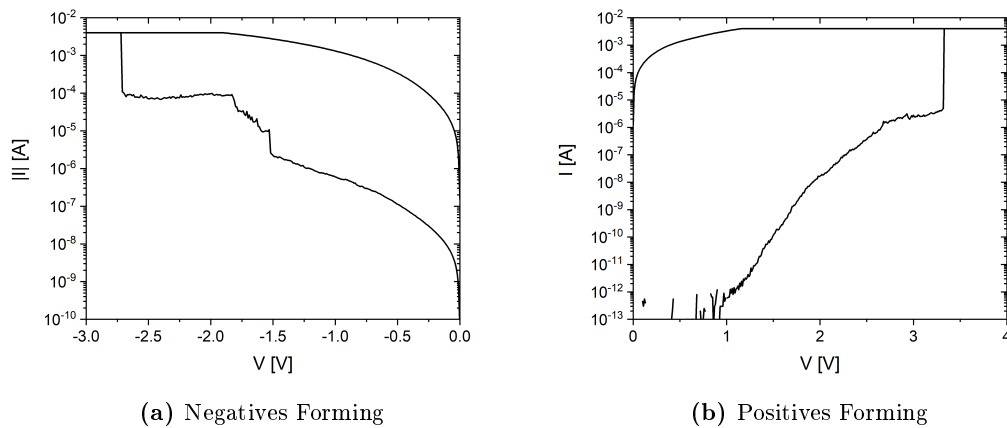 10^-2
10^-3
10^-4
10^-5
10^-6
10^-7
10^-8
10^-9
10^-10
|I| [A]
-3.0 -2.5 -2.0 -1.5 -1.0 -0.5 0.0
V [V]
(a) Negatives Forming
10^-2
10^-3
10^-4
10^-5
10^-6
10^-7
10^-8
10^-9
10^-10
10^-11
10^-12
10^-13
I [A]
0 1 2 3 4
V [V]
(b) Positives Forming